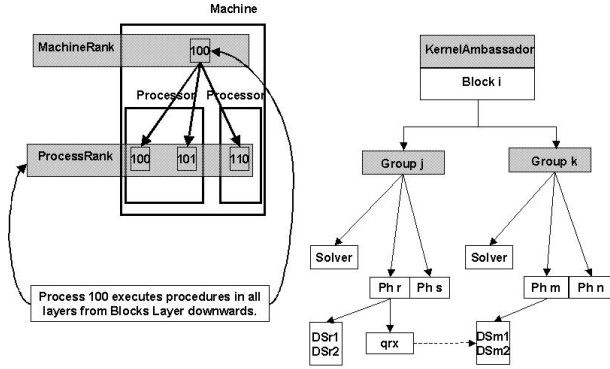 Machine
MachineRank
100
Processor
Processor
ProcessRank
100
101
110
Process 100 executes procedures in all
layers from Blocks Layer downwards.
KernelAmbassador
Block i
Group j
Group k
Solver
Solver
Ph r
Ph s
Ph m
Ph n
DSr1
DSr2
qrx
DSm1
DSm2